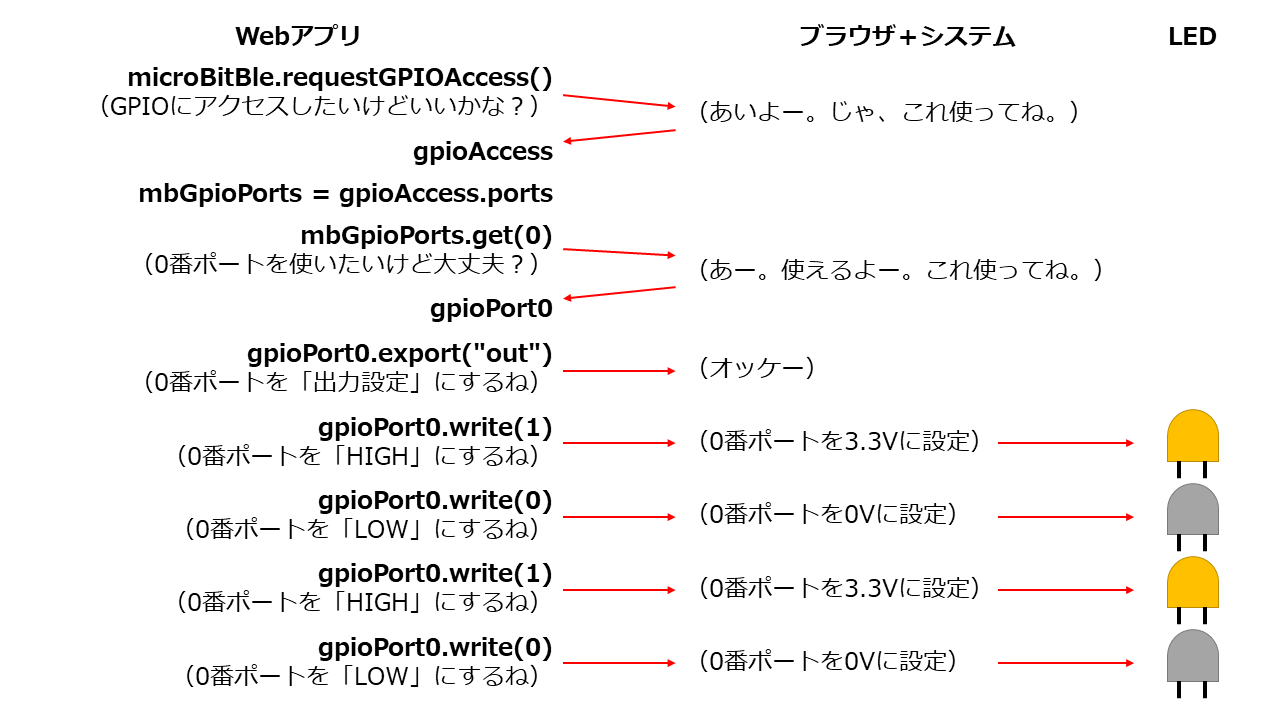 Webアプリ
ブラウザ＋システム
LED
microBitBle.requestGPIOAccess()
（GPIOにアクセスしたいけどいいかな？）
（あいよー。じゃ、これ使ってね。）
gpioAccess
mbGpioPorts = gpioAccess.ports
mbGpioPorts.get(0)
（0番ポートを使いたいけど大丈夫？）
（あー。使えるよー。これ使ってね。）
gpioPort0
gpioPort0.export("out")
（0番ポートを「出力設定」にするね）
（オッケー）
gpioPort0.write(1)
（0番ポートを「HIGH」にするね）
（0番ポートを3.3Vに設定）
gpioPort0.write(0)
（0番ポートを「LOW」にするね）
（0番ポートを0Vに設定）
gpioPort0.write(1)
（0番ポートを「HIGH」にするね）
（0番ポートを3.3Vに設定）
gpioPort0.write(0)
（0番ポートを「LOW」にするね）
（0番ポートを0Vに設定）